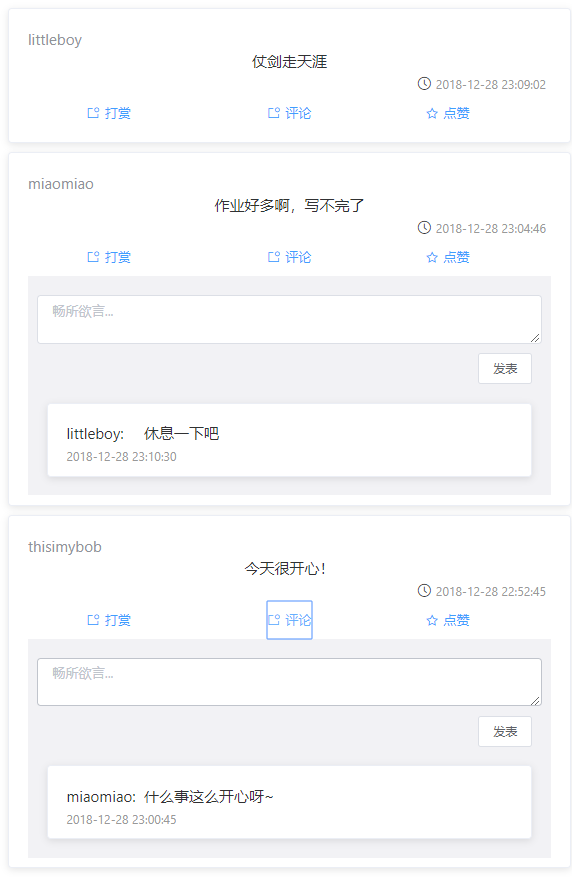 littleboy
仗剑走天涯
2018-12-28 23:09:02
打赏 评论 点赞
miaomiao
作业好多啊，写不完了
2018-12-28 23:04:46
打赏 评论 点赞
畅所欲言...
发表
littleboy: 休息一下吧
2018-12-28 23:10:30
thisimybob
今天很开心！
2018-12-28 22:52:45
打赏 评论 点赞
畅所欲言...
发表
miaomiao: 什么事这么开心呀~
2018-12-28 23:00:45